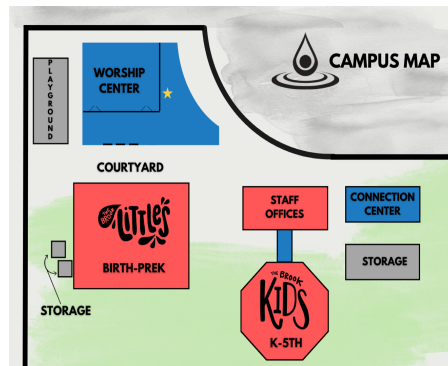 CAMPUS MAP
PLAYGROUND
WORSHIP
CENTER
COURTYARD
THE BROOK
LITTLES
BIRTH-PREK
STAFF
OFFICES
CONNECTION
CENTER
STORAGE
THE BROOK
KIDS
K-5TH
STORAGE